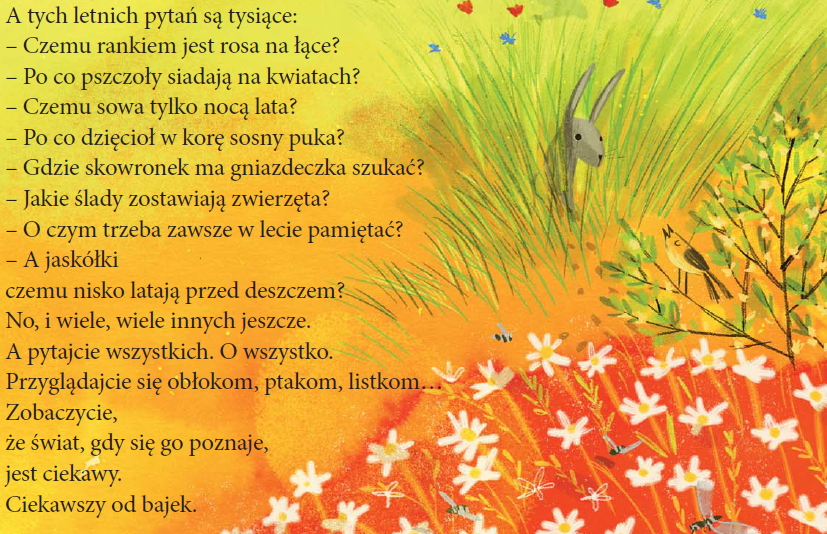 A tych letnich pytań są tysiące:
– Czemu rankiem jest rosa na łące?
– Po co pszczoły siadają na kwiatach?
– Czemu sowa tylko nocą lata?
– Po co dzięcioł w korę sosny puka?
– Gdzie skowronek ma gniazdeczka szukać?
– Jakie ślady zostawiają zwierzęta?
– O czym trzeba zawsze w lecie pamiętać?
– A jaskółki
czemu nisko latają przed deszczem?
No, i wiele, wiele innych jeszcze.
A pytajcie wszystkich. O wszystko.
Przyglądajcie się obłokom, ptakom, listkom…
Zobaczycie,
że świat, gdy się go poznaje,
jest ciekawy.
Ciekawszy od bajek.